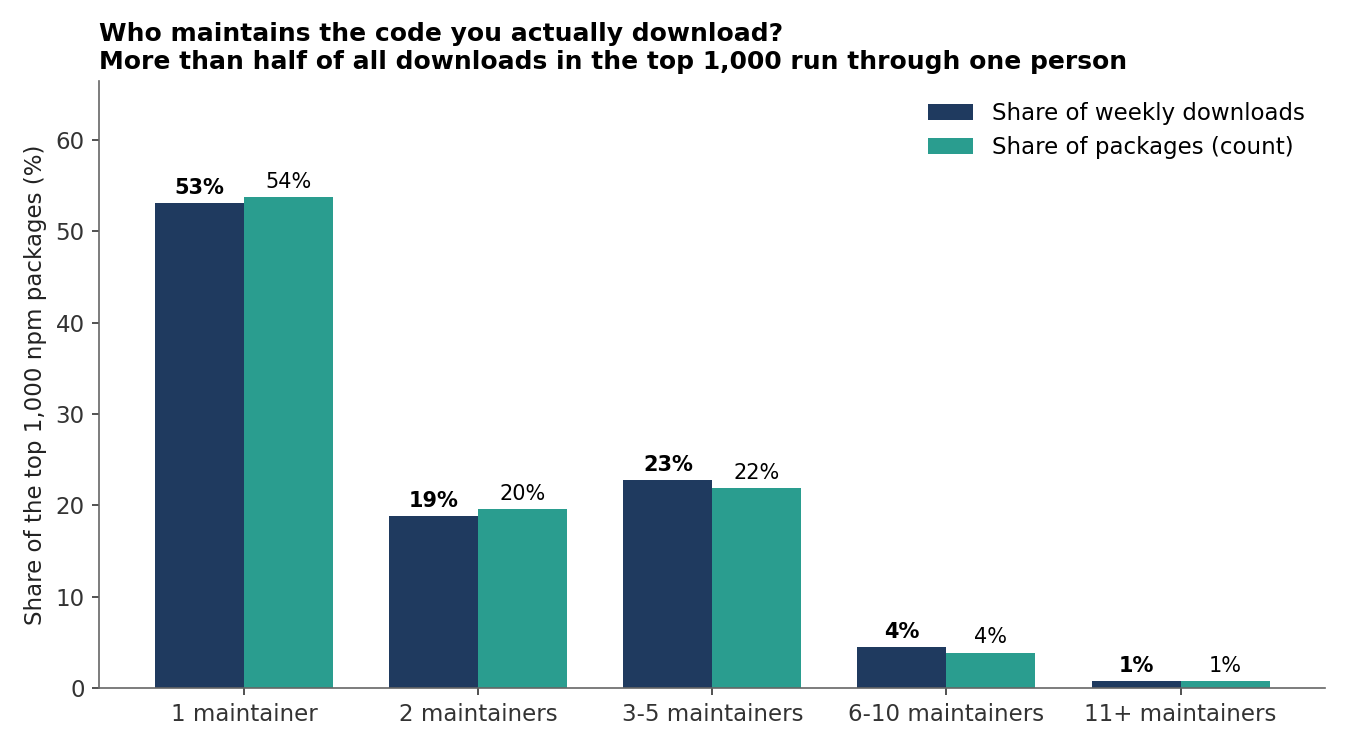 Who maintains the code you actually download?
More than half of all downloads in the top 1,000 run through one person
Share of weekly downloads
Share of packages (count)
Share of the top 1,000 npm packages (%)
60
50
40
30
20
10
0
53%
54%
19%
20%
23%
22%
4%
4%
1%
1%
1 maintainer
2 maintainers
3-5 maintainers
6-10 maintainers
11+ maintainers